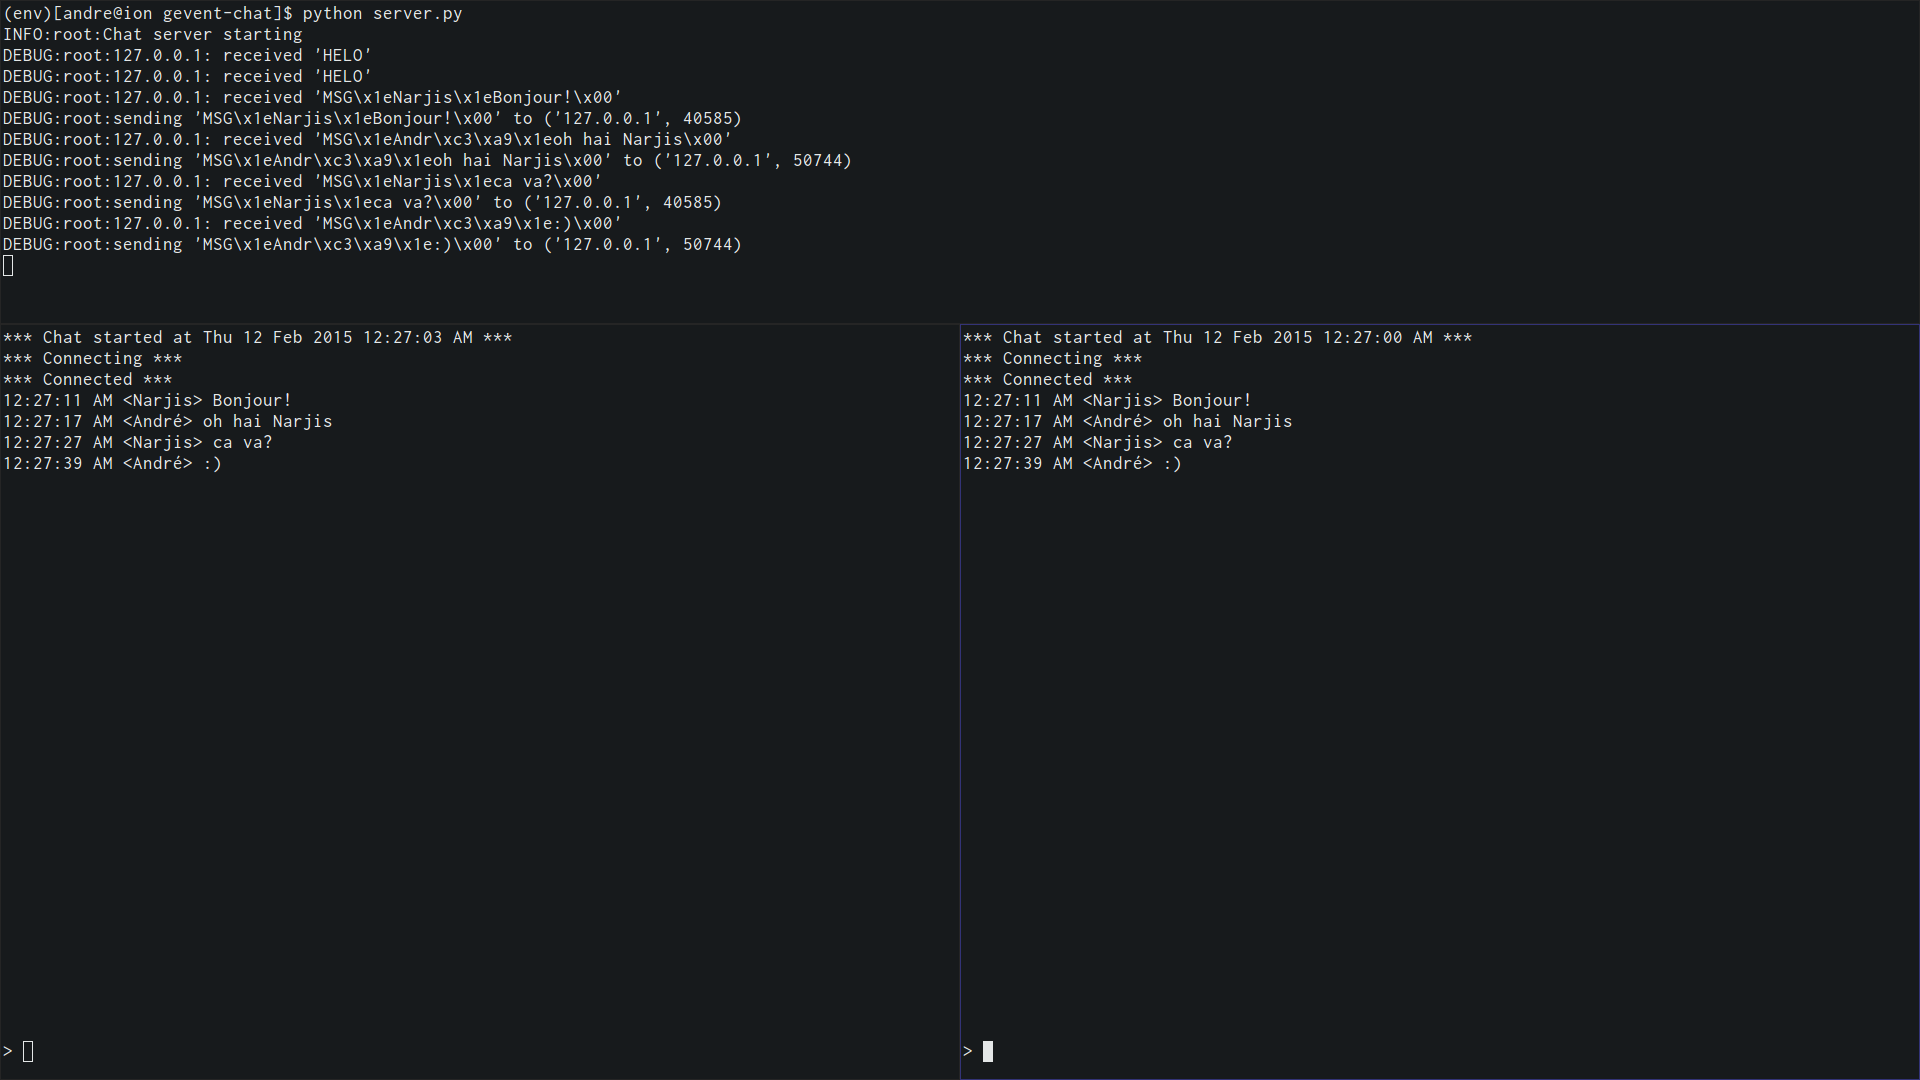 (env)[andre@ion gevent-chat]$ python server.py
INFO:root:Chat server starting
DEBUG:root:127.0.0.1: received 'HELO'
DEBUG:root:127.0.0.1: received 'HELO'
DEBUG:root:127.0.0.1: received 'MSG\x1eNarjis\x1eBonjour!\x00'
DEBUG:root:sending 'MSG\x1eNarjis\x1eBonjour!\x00' to ('127.0.0.1', 40585)
DEBUG:root:127.0.0.1: received 'MSG\x1eAndr\xc3\xa9\x1eoh hai Narjis\x00'
DEBUG:root:sending 'MSG\x1eAndr\xc3\xa9\x1eoh hai Narjis\x00' to ('127.0.0.1', 50744)
DEBUG:root:127.0.0.1: received 'MSG\x1eNarjis\x1eca va?\x00'
DEBUG:root:sending 'MSG\x1eNarjis\x1eca va?\x00' to ('127.0.0.1', 40585)
DEBUG:root:127.0.0.1: received 'MSG\x1eAndr\xc3\xa9\x1e:)\x00'
DEBUG:root:sending 'MSG\x1eAndr\xc3\xa9\x1e:)\x00' to ('127.0.0.1', 50744)
*** Chat started at Thu 12 Feb 2015 12:27:03 AM ***
*** Connecting ***
*** Connected ***
12:27:11 AM <Narjis> Bonjour!
12:27:17 AM <André> oh hai Narjis
12:27:27 AM <Narjis> ca va?
12:27:39 AM <André> :)
>
*** Chat started at Thu 12 Feb 2015 12:27:00 AM ***
*** Connecting ***
*** Connected ***
12:27:11 AM <Narjis> Bonjour!
12:27:17 AM <André> oh hai Narjis
12:27:27 AM <Narjis> ca va?
12:27:39 AM <André> :)
>